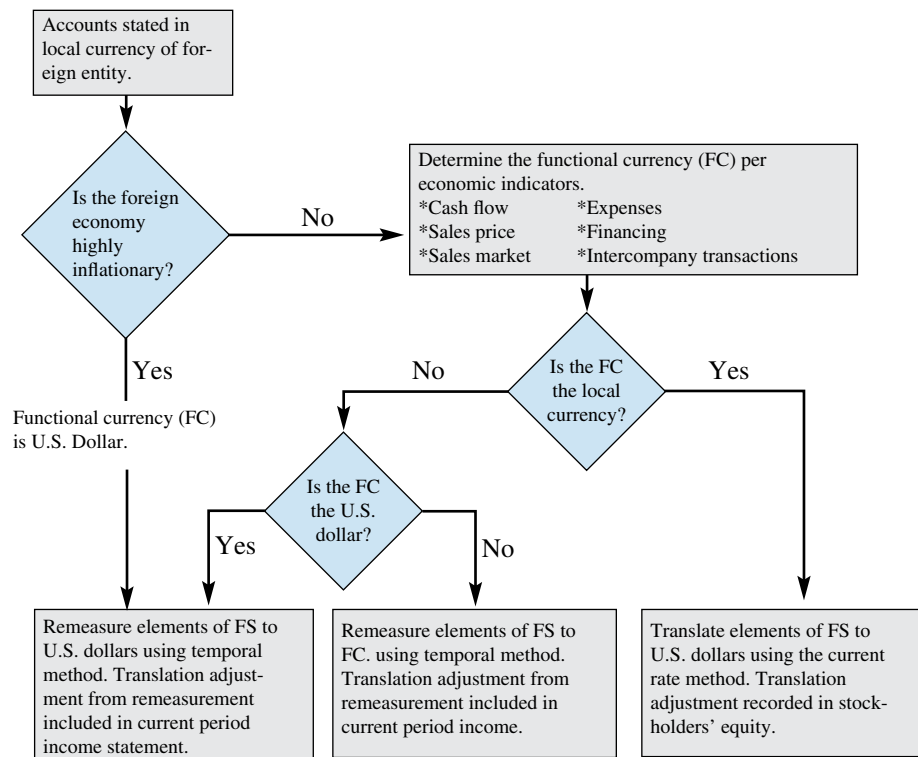 Accounts stated in
local currency of for-
eign entity.
Is the foreign
economy
highly
inflationary?
No
Determine the functional currency (FC) per
economic indicators.
*Cash flow *Expenses
*Sales price *Financing
*Sales market *Intercompany transactions
Yes
Functional currency (FC)
is U.S. Dollar.
Is the FC
the local
currency?
No
Yes
Is the FC
the U.S.
dollar?
Yes
No
Remeasure elements of FS to
U.S. dollars using temporal
method. Translation adjust-
ment from remeasurement
included in current period
income statement.
Remeasure elements of FS to
FC. using temporal method.
Translation adjustment from
remeasurement included in
current period income.
Translate elements of FS to
U.S. dollars using the current
rate method. Translation
adjustment recorded in stock-
holders' equity.